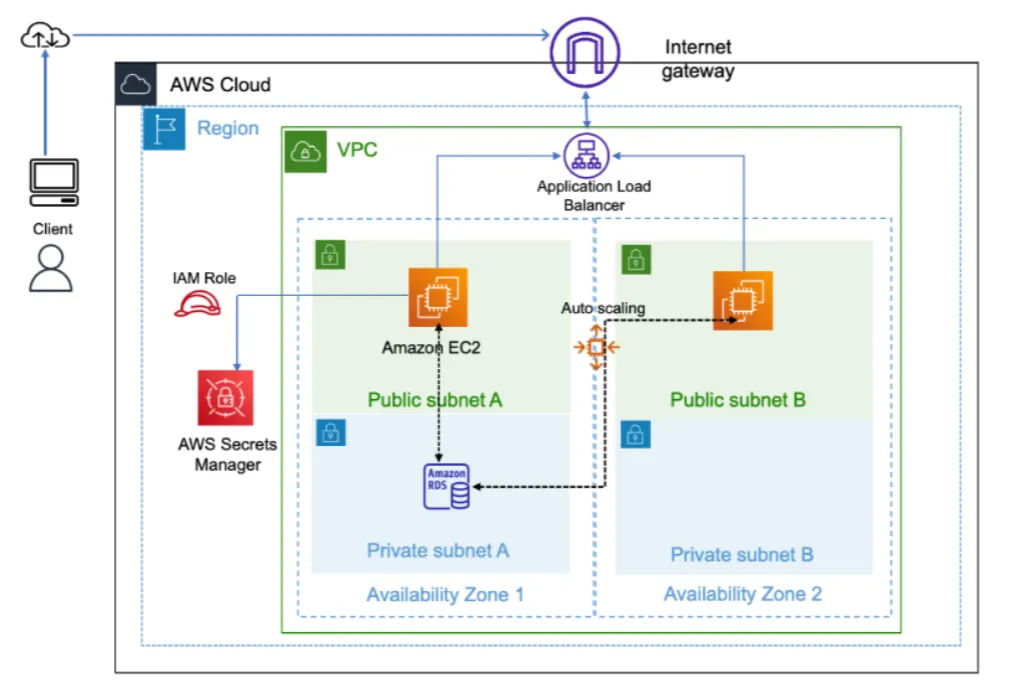 Internet
gateway
AWS Cloud
Region
VPC
Application Load
Balancer
Client
IAM Role
Auto scaling
Amazon EC2
Public subnet A
Public subnet B
AWS Secrets
Manager
Amazon
RDS
Private subnet A
Private subnet B
Availability Zone 1
Availability Zone 2